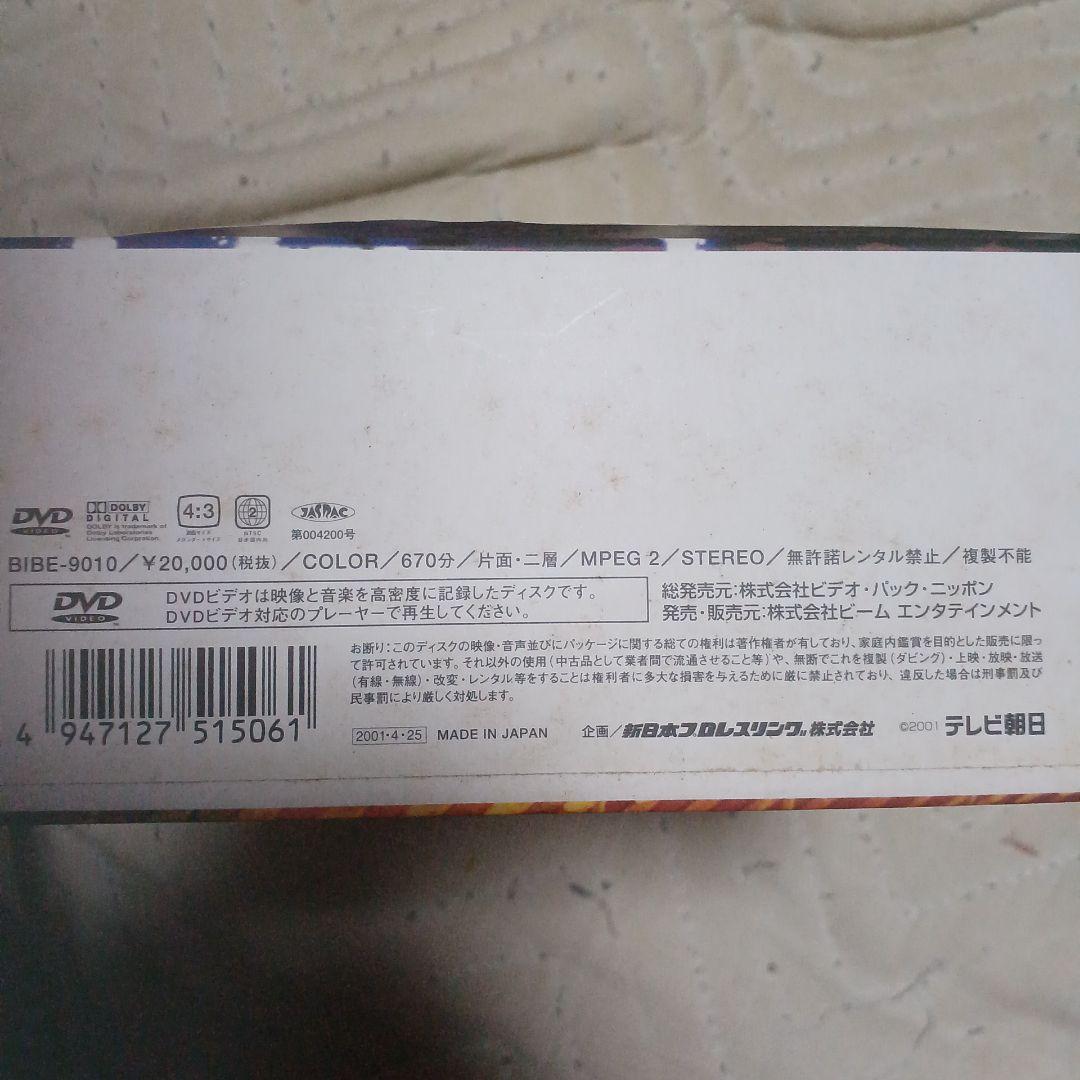 DVD VIDEO
DOLBY DIGITAL
DOLBY is trademark of
Dolby Laboratories
Licensing Corporation.
4:3
2
NTSC
日本国内向
JASPAC
第004200号
BIBE-9010/¥20,000(税抜)/COLOR/670分/片面・二層/MPEG 2/STEREO/無許諾レンタル禁止/複製不能
DVD VIDEO
DVDビデオは映像と音楽を高密度に記録したディスクです。
DVDビデオ対応のプレーヤーで再生してください。
総発売元:株式会社ビデオ・パック・ニッポン
発売・販売元:株式会社ビーム エンタテインメント
お断り:このディスクの映像・音声並びにパッケージに関する総ての権利は著作権者が有しており、家庭内鑑賞を目的とした販売に限っ
て許可されています。それ以外の使用(中古品として業者間で流通させること等)や、無断でこれを複製(ダビング)・上映・放映・放送
(有線・無線)・改変・レンタル等をすることは権利者に多大な損害を与えるために厳に禁止されており、違反した場合は刑事罰及び
民事罰により厳しく対処します。
4 947127 515061
2001・4・25 MADE IN JAPAN 企画/新日本プロレスリング株式会社 ©2001 テレビ朝日